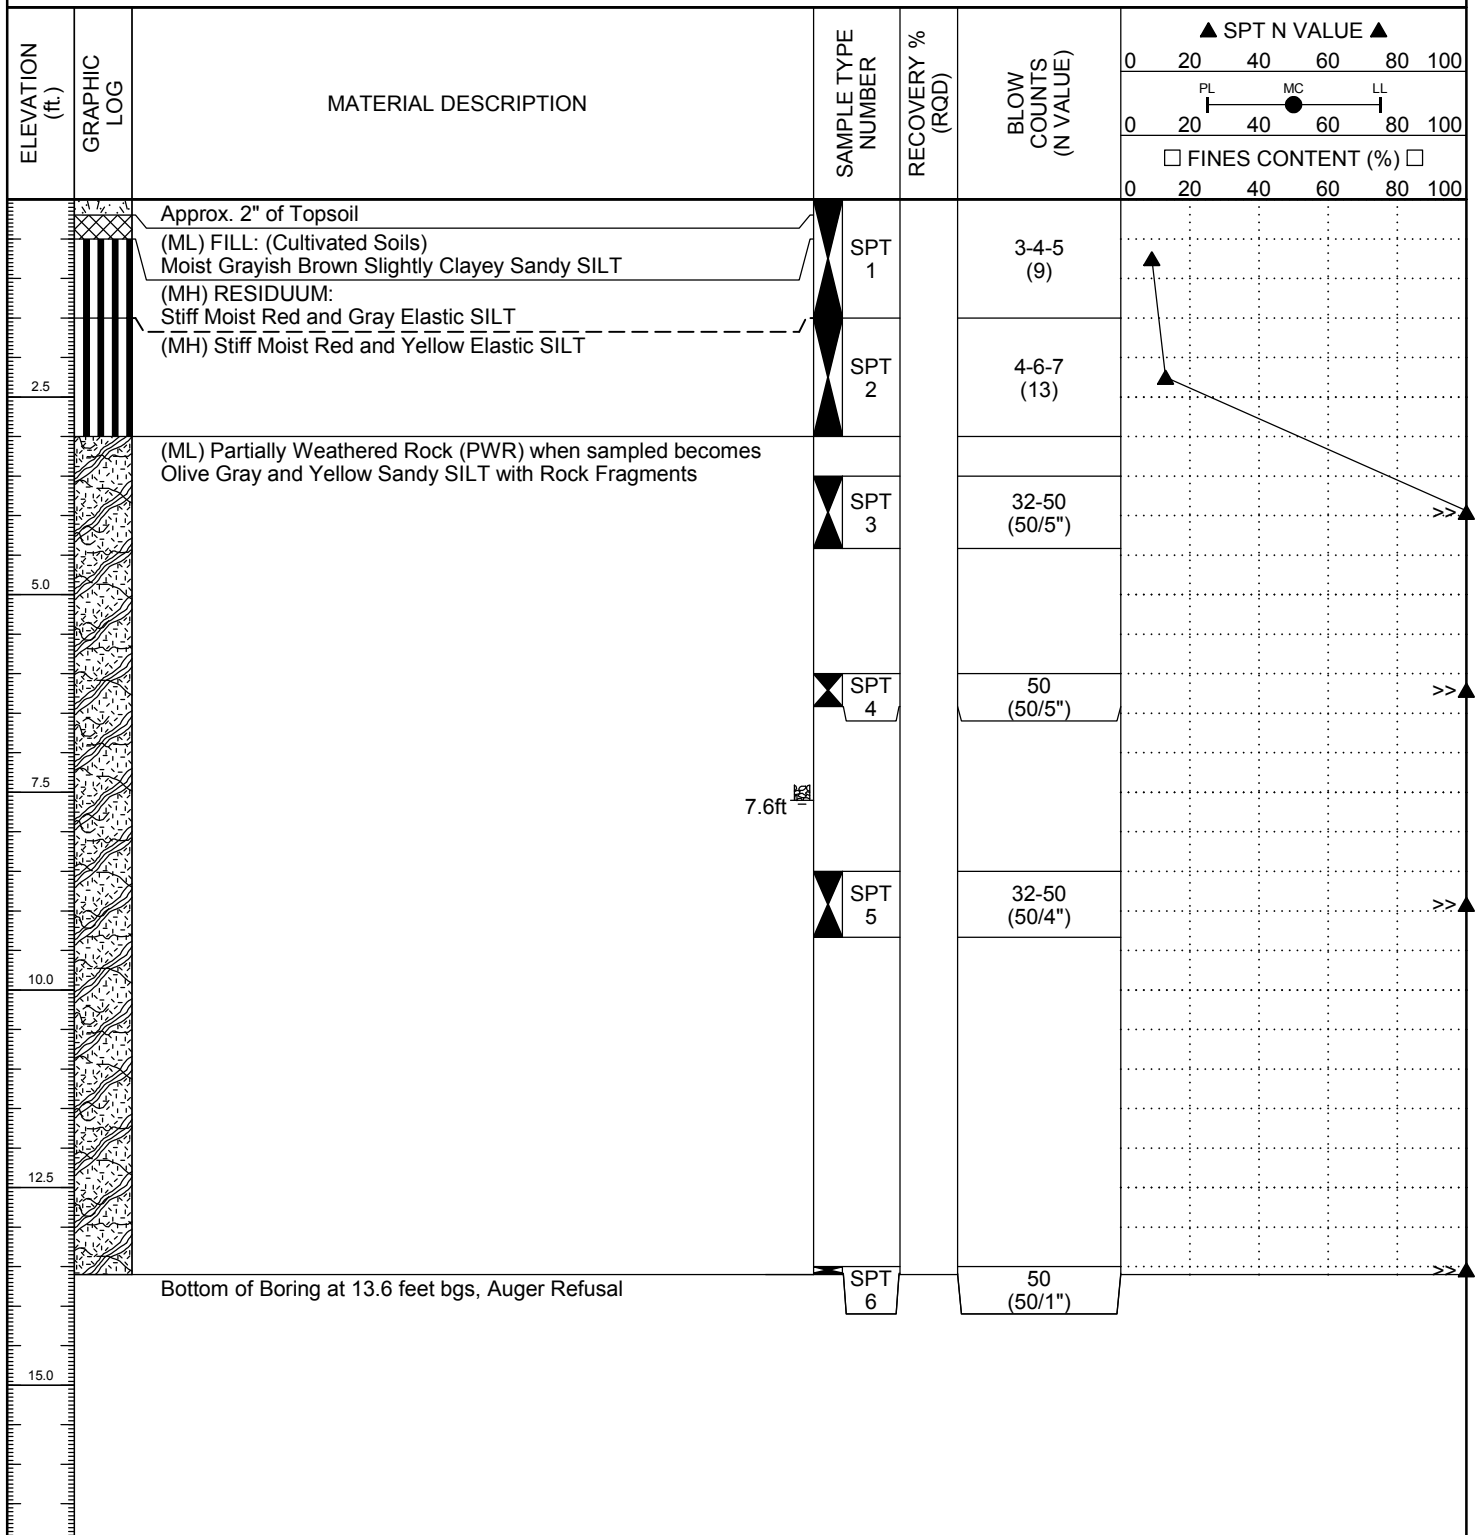 ELEVATION
(ft.)
GRAPHIC
LOG
MATERIAL DESCRIPTION
SAMPLE TYPE
NUMBER
RECOVERY %
(RQD)
BLOW
COUNTS
(N VALUE)
▲ SPT N VALUE ▲
0 20 40 60 80 100
PL MC LL
0 20 40 60 80 100
□ FINES CONTENT (%) □
0 20 40 60 80 100
Approx. 2" of Topsoil
(ML) FILL: (Cultivated Soils)
Moist Grayish Brown Slightly Clayey Sandy SILT
SPT
1
3-4-5
(9)
(MH) RESIDUUM:
Stiff Moist Red and Gray Elastic SILT
(MH) Stiff Moist Red and Yellow Elastic SILT
SPT
2
4-6-7
(13)
2.5
(ML) Partially Weathered Rock (PWR) when sampled becomes
Olive Gray and Yellow Sandy SILT with Rock Fragments
SPT
3
32-50
(50/5")
>>
5.0
SPT
4
50
(50/5")
>>
7.5
7.6ft
SPT
5
32-50
(50/4")
>>
10.0
12.5
Bottom of Boring at 13.6 feet bgs, Auger Refusal
SPT
6
50
(50/1")
>>
15.0